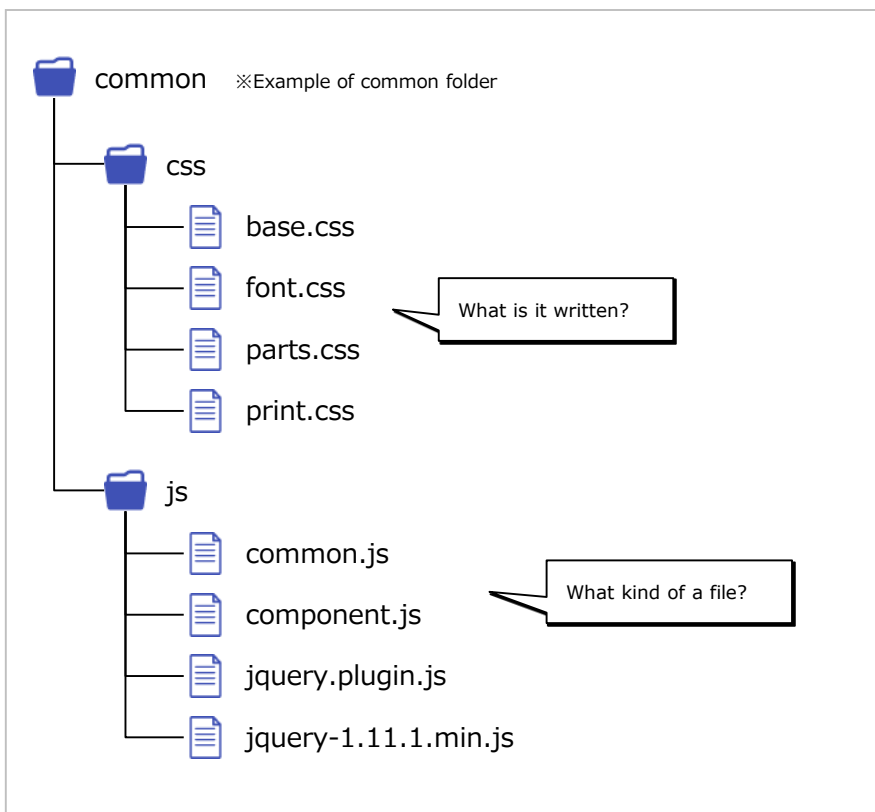 common ※Example of common folder
css
base.css
font.css
What is it written?
parts.css
print.css
js
common.js
What kind of a file?
component.js
jquery.plugin.js
jquery-1.11.1.min.js